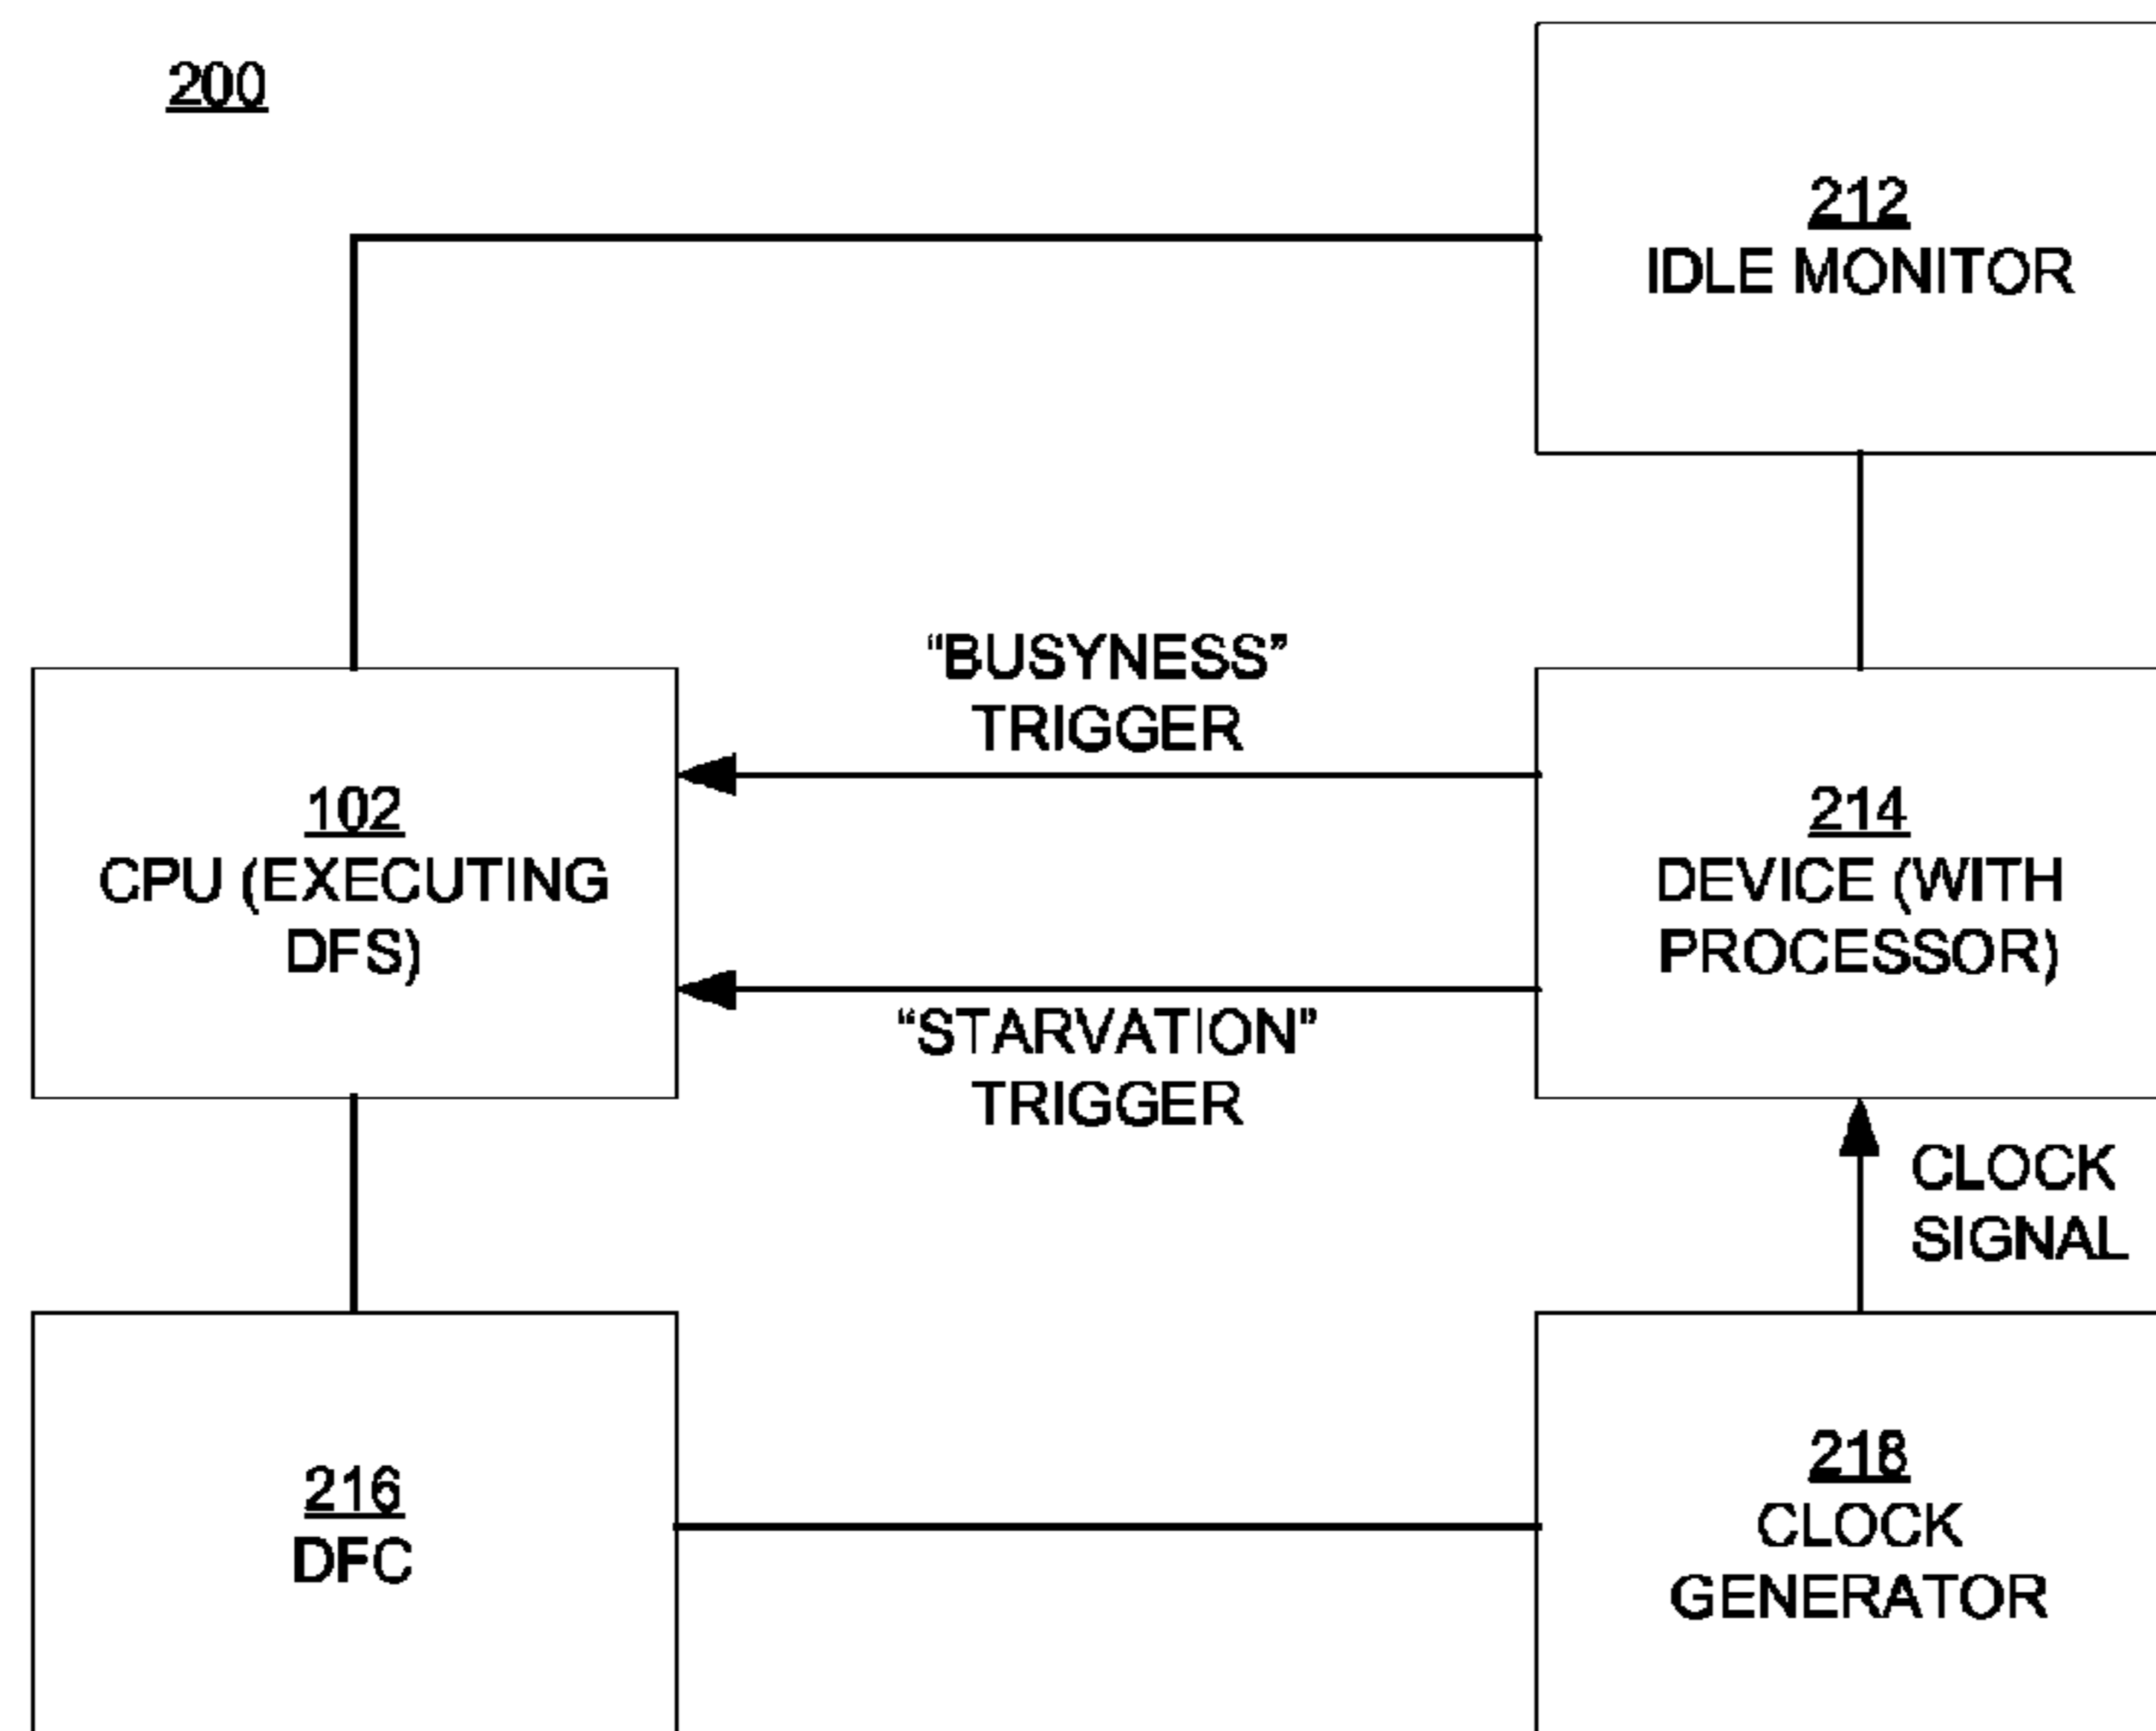 200
212
IDLE MONITOR
“BUSYNESS”
TRIGGER
102
CPU (EXECUTING
DFS)
214
DEVICE (WITH
PROCESSOR)
“STARVATION”
TRIGGER
CLOCK
SIGNAL
216
DFC
218
CLOCK
GENERATOR